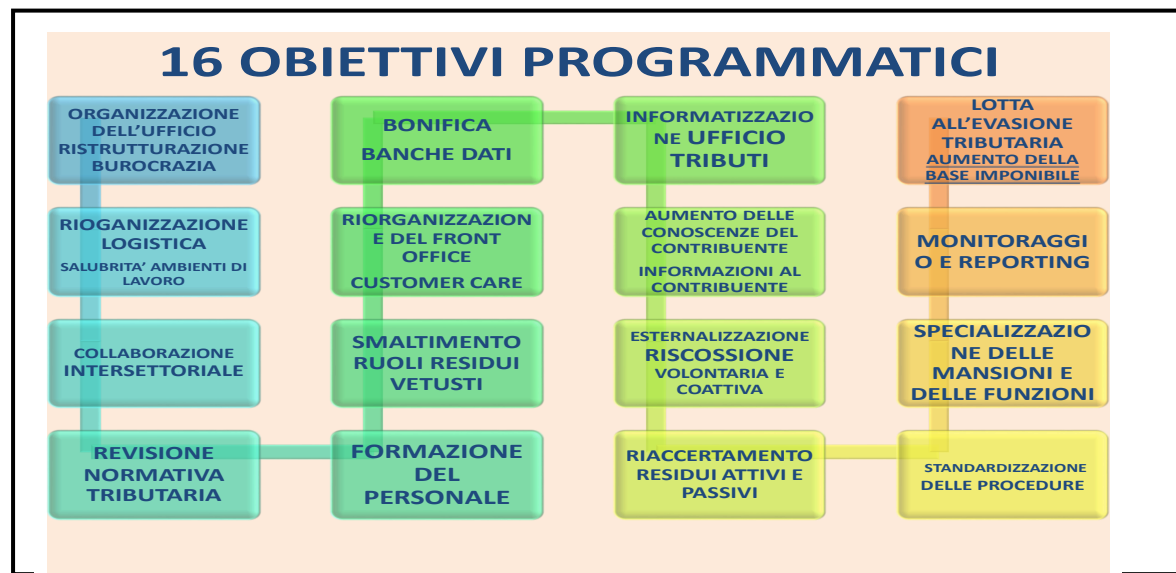 16 OBIETTIVI PROGRAMMATICI
ORGANIZZAZIONE
DELL'UFFICIO
RISTRUTTURAZIONE
BUROCRAZIA
RIOGANIZZAZIONE
LOGISTICA
SALUBRITA' AMBIENTI DI
LAVORO
COLLABORAZIONE
INTERSETTORIALE
REVISIONE
NORMATIVA
TRIBUTARIA
BONIFICA
BANCHE DATI
RIORGANIZZAZION
E DEL FRONT
OFFICE
CUSTOMER CARE
SMALTIMENTO
RUOLI RESIDUI
VETUSTI
FORMAZIONE
DEL
PERSONALE
INFORMATIZZAZIO
NE UFFICIO
TRIBUTI
AUMENTO DELLE
CONOSCENZE DEL
CONTRIBUENTE
INFORMAZIONI AL
CONTRIBUENTE
ESTERNALIZZAZIONE
RISCOSSIONE
VOLONTARIA E
COATTIVA
RIACCERTAMENTO
RESIDUI ATTIVI E
PASSIVI
LOTTA
ALL'EVASIONE
TRIBUTARIA
AUMENTO DELLA
BASE IMPONIBILE
MONITORAGGI
O E REPORTING
SPECIALIZZAZIO
NE DELLE
MANSIONI E
DELLE FUNZIONI
STANDARDIZZAZIONE
DELLE PROCEDURE